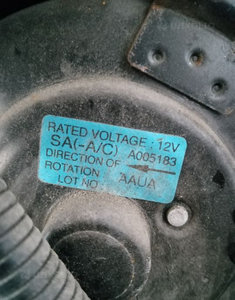 RATED VOLTAGE : 12V
SA(-A/C) A005183
DIRECTION OF
ROTATION
LOT NO AAUA